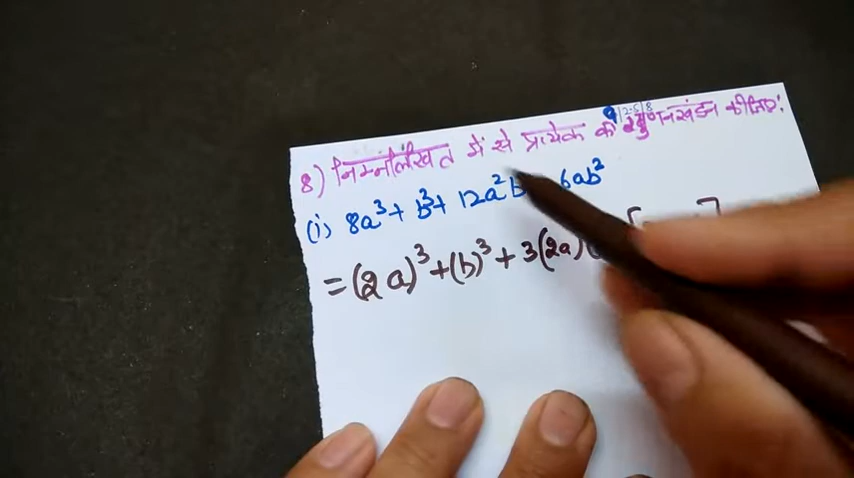 8) निम्नलिखित में से प्रत्येक का गुणनखंडन कीजिए:
(i) 8a³ + b³ + 12a²b 6ab²
= (2a)³ + (b)³ + 3(2a)(